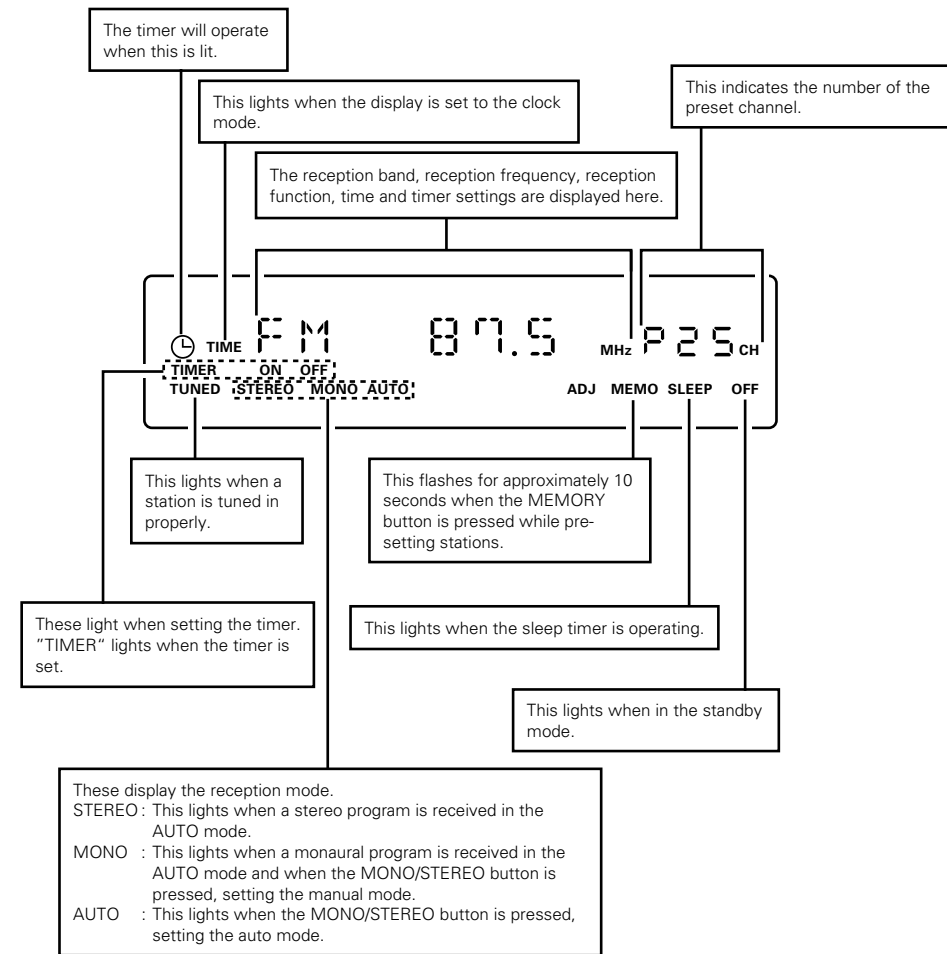 The timer will operate
when this is lit.
This lights when the display is set to the clock
mode.
This indicates the number of the
preset channel.
The reception band, reception frequency, reception
function, time and timer settings are displayed here.
TIME FM 87.5 MHz P25 CH
TIMER ON OFF
TUNED STEREO MONO AUTO ADJ MEMO SLEEP OFF
This lights when a
station is tuned in
properly.
This flashes for approximately 10
seconds when the MEMORY
button is pressed while pre-
setting stations.
These light when setting the timer.
"TIMER“ lights when the timer is
set.
This lights when the sleep timer is operating.
This lights when in the standby
mode.
These display the reception mode.
STEREO : This lights when a stereo program is received in the
AUTO mode.
MONO : This lights when a monaural program is received in the
AUTO mode and when the MONO/STEREO button is
pressed, setting the manual mode.
AUTO : This lights when the MONO/STEREO button is pressed,
setting the auto mode.